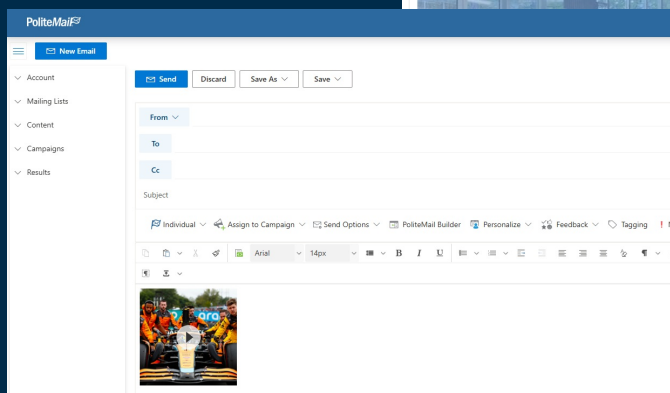 PoliteMail
New Email
Account
Mailing Lists
Content
Campaigns
Results
Send Discard Save As Save
From
To
Cc
Subject
Individual Assign to Campaign Send Options PoliteMail Builder Personalize Feedback Tagging
Arial 14px B I U